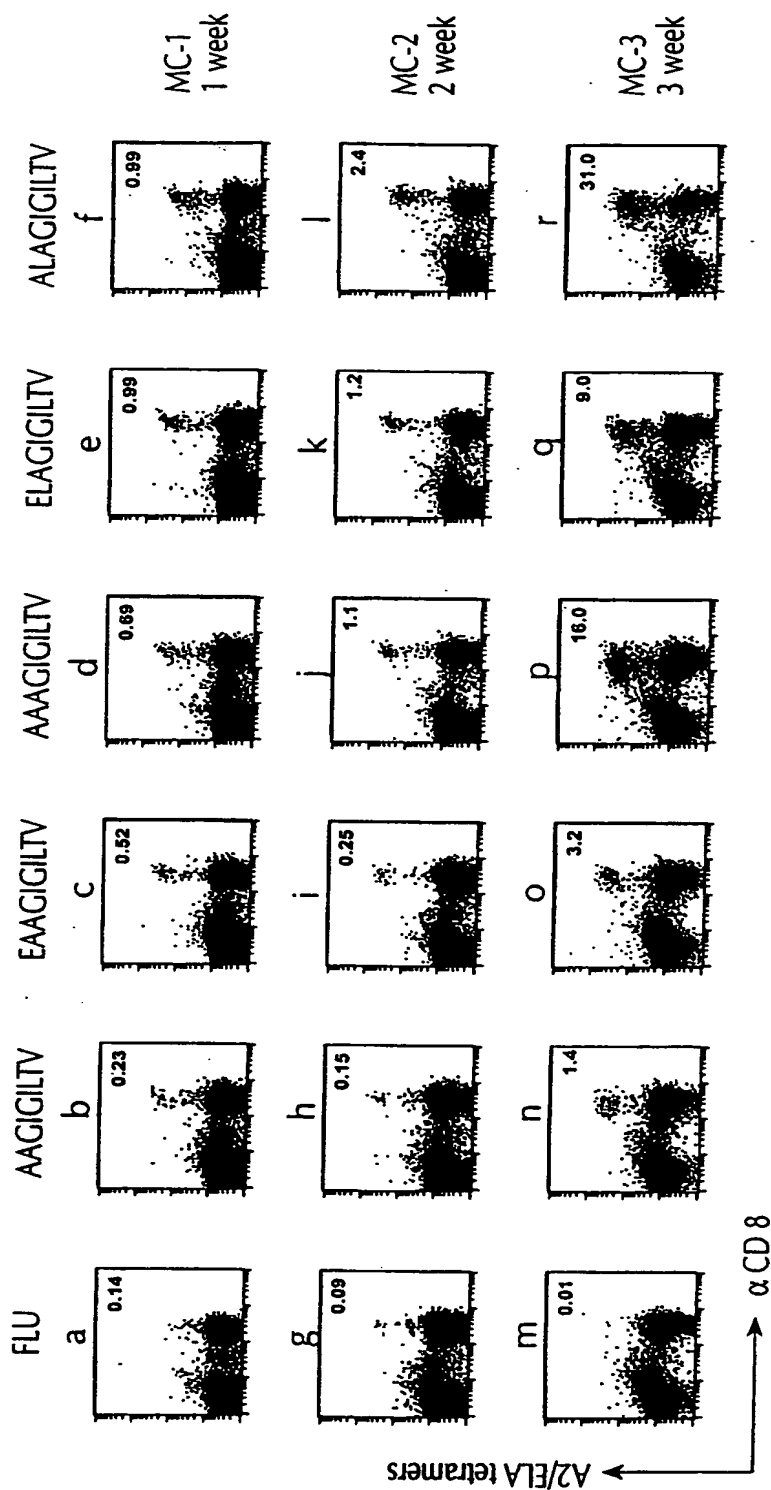 FLU AAGIGILTV EAAGIGILTV AAAGIGILTV ELAGIGILTV ALAGIGILTV
a b c d e f
0.14 0.23 0.52 0.69 0.99 0.99
MC-1
1 week
g h i j k l
0.09 0.15 0.25 1.1 1.2 2.4
MC-2
2 week
m n o p q r
0.01 1.4 3.2 16.0 9.0 31.0
MC-3
3 week
A2/ELA tetramers
α CD 8